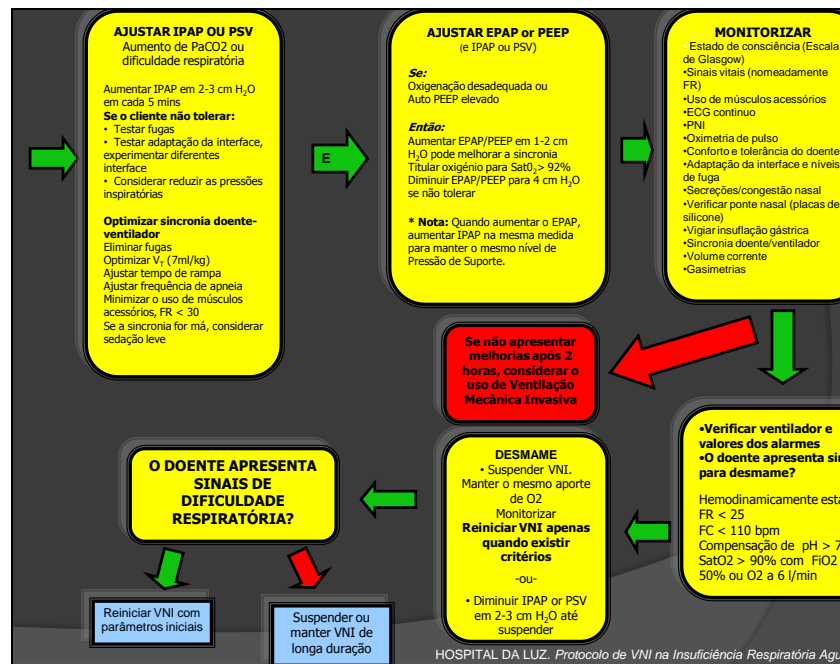 AJUSTAR IPAP OU PSV
Aumento de PaCO2 ou
dificuldade respiratória
Aumentar IPAP em 2-3 cm H₂O
em cada 5 mins
Se o cliente não tolerar:
• Testar fugas
• Testar adaptação da interface,
experimentar diferentes
interface
• Considerar reduzir as pressões
inspiratórias
Optimizar sincronia doente-
ventilador
Eliminar fugas
Optimizar V_T (7ml/kg)
Ajustar tempo de rampa
Ajustar frequência de apneia
Minimizar o uso de músculos
acessórios, FR < 30
Se a sincronia for má, considerar
sedação leve
E
AJUSTAR EPAP or PEEP
(e IPAP ou PSV)
Se:
Oxigenação desadequada ou
Auto PEEP elevado
Então:
Aumentar EPAP/PEEP em 1-2 cm
H₂O pode melhorar a sincronia
Titular oxigénio para Sat0₂> 92%
Diminuir EPAP/PEEP para 4 cm H₂O
se não tolerar
* Nota: Quando aumentar o EPAP,
aumentar IPAP na mesma medida
para manter o mesmo nível de
Pressão de Suporte.
MONITORIZAR
• Estado de consciência (Escala
de Glasgow)
•Sinais vitais (nomeadamente
FR)
•Uso de músculos acessórios
•ECG continuo
•PNI
•Oximetria de pulso
•Conforto e tolerância do doente
•Adaptação da interface e níveis
de fuga
•Secreções/congestão nasal
•Verificar ponte nasal (placas de
silicone)
•Vigiar insuflação gástrica
•Sincronia doente/ventilador
•Volume corrente
•Gasimetrias
Se não apresentar
melhorias após 2
horas, considerar o
uso de Ventilação
Mecânica Invasiva
•Verificar ventilador e
valores dos alarmes
•O doente apresenta
para desmame?
Hemodinamicamente
FR < 25
FC < 110 bpm
Compensação de pH > 7
SatO2 > 90% com FiO2
50% ou O2 a 6 l/min
DESMAME
• Suspender VNI.
Manter o mesmo aporte
de O2
Monitorizar
Reiniciar VNI apenas
quando existir
critérios
-ou-
• Diminuir IPAP or PSV
em 2-3 cm H₂O até
suspender
O DOENTE APRESENTA
SINAIS DE
DIFICULDADE
RESPIRATÓRIA?
Reiniciar VNI com
parâmetros iniciais
Suspender ou
manter VNI de
longa duração
HOSPITAL DA LUZ. Protocolo de VNI na Insuficiência Respiratória